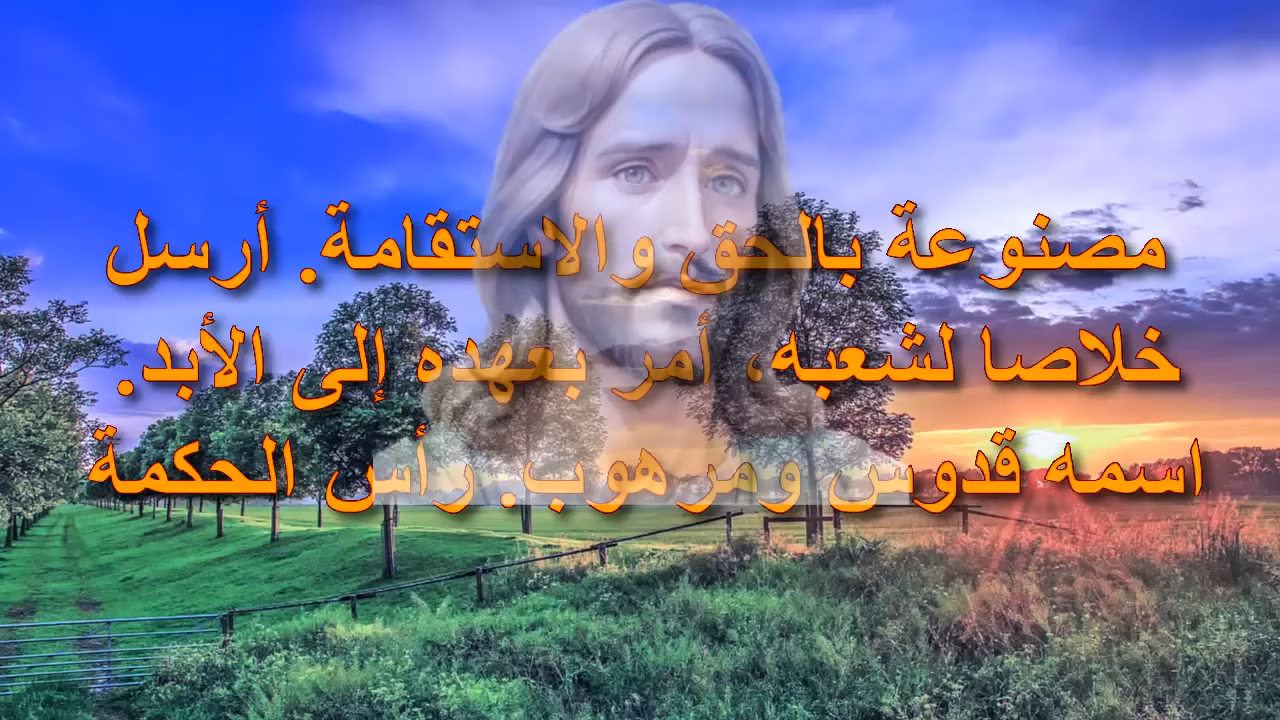 مصنوعة بالحق والاستقامة. أرسل
خلاصا لشعبه، أمر بعهده إلى الأبد.
اسمه قدوس ومرهوب. رأس الحكمة